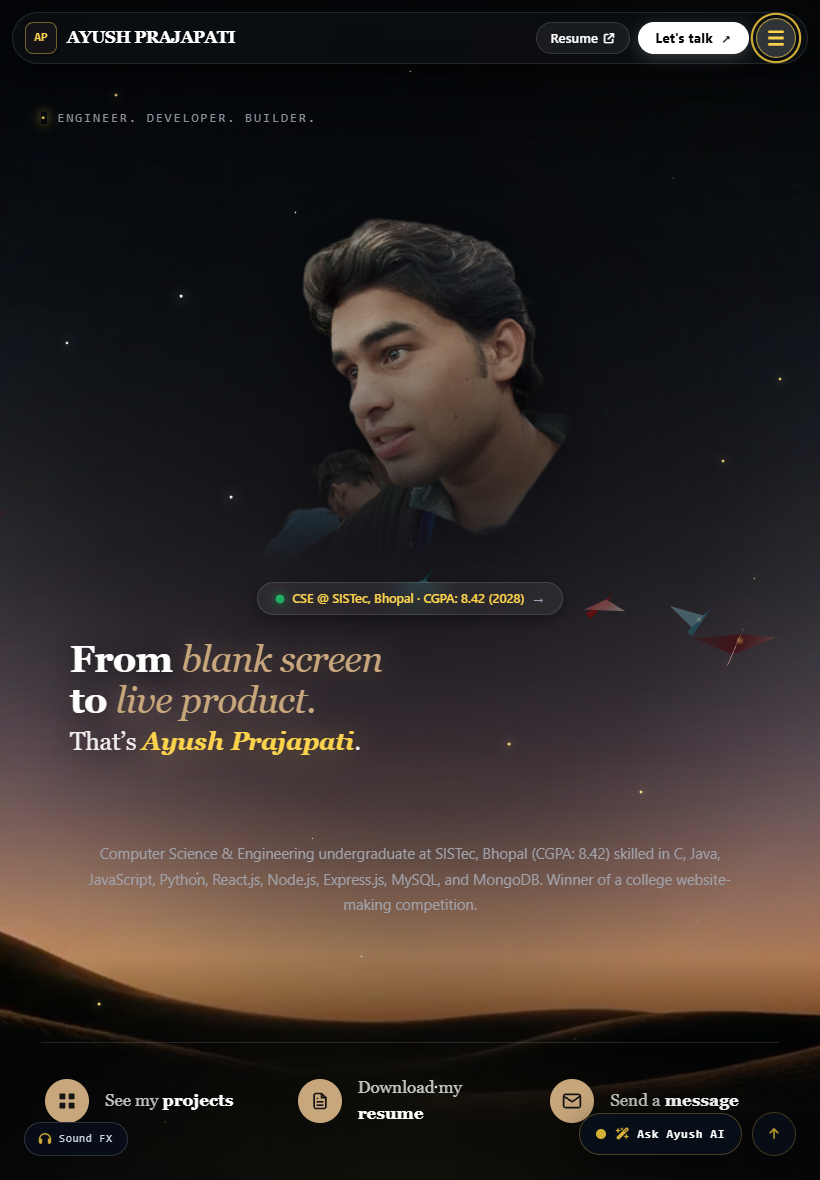 AP AYUSH PRAJAPATI Resume Let's talk ↗
ENGINEER. DEVELOPER. BUILDER.
CSE @ SISTec, Bhopal · CGPA: 8.42 (2028) →
From blank screen
to live product.
That's Ayush Prajapati.
Computer Science & Engineering undergraduate at SISTec, Bhopal (CGPA: 8.42) skilled in C, Java,
JavaScript, Python, React.js, Node.js, Express.js, MySQL, and MongoDB. Winner of a college website-
making competition.
See my projects
Download my
resume
Send a message
Sound FX
Ask Ayush AI